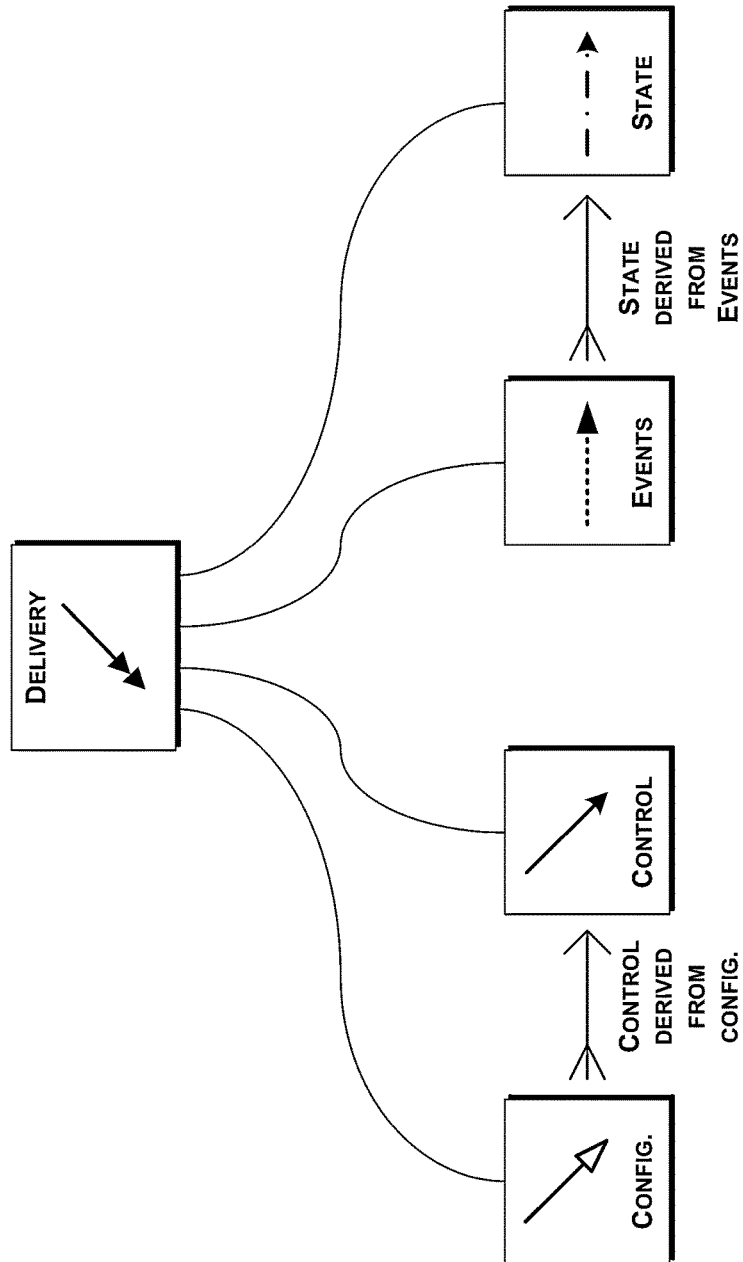 DELIVERY
CONFIG.
CONTROL
DERIVED
FROM
CONFIG.
CONTROL
EVENTS
STATE
DERIVED
FROM
EVENTS
STATE